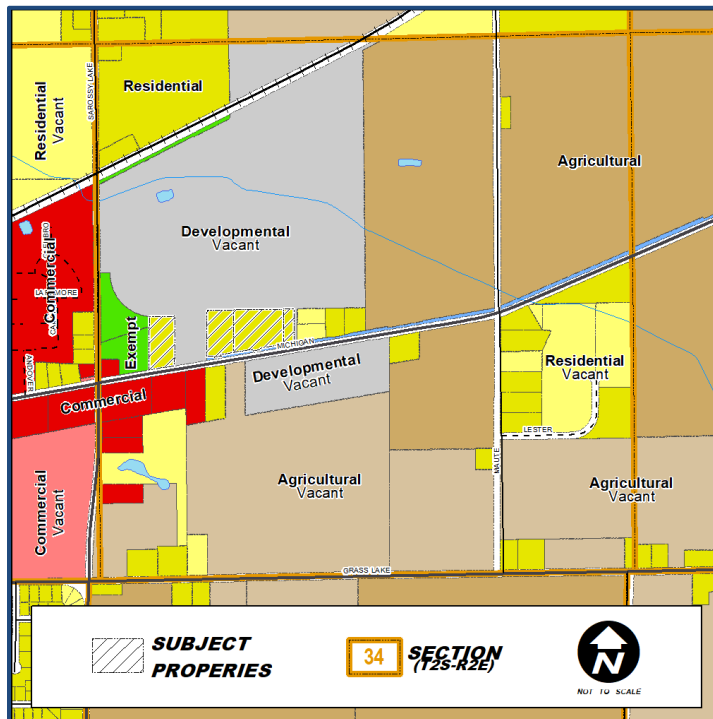 SAROSSY LAKE
Residential
Residential
Vacant
Agricultural
Developmental
Vacant
Commercial
ANDOVER
Exempt
MICHIGAN
Developmental
Vacant
Residential
Vacant
Commercial
LESTER
MAUTE
Commercial
Vacant
Agricultural
Vacant
Agricultural
Vacant
GRASS LAKE
SUBJECT
PROPERIES
34
SECTION
(T2S-R2E)
N
NOT TO SCALE